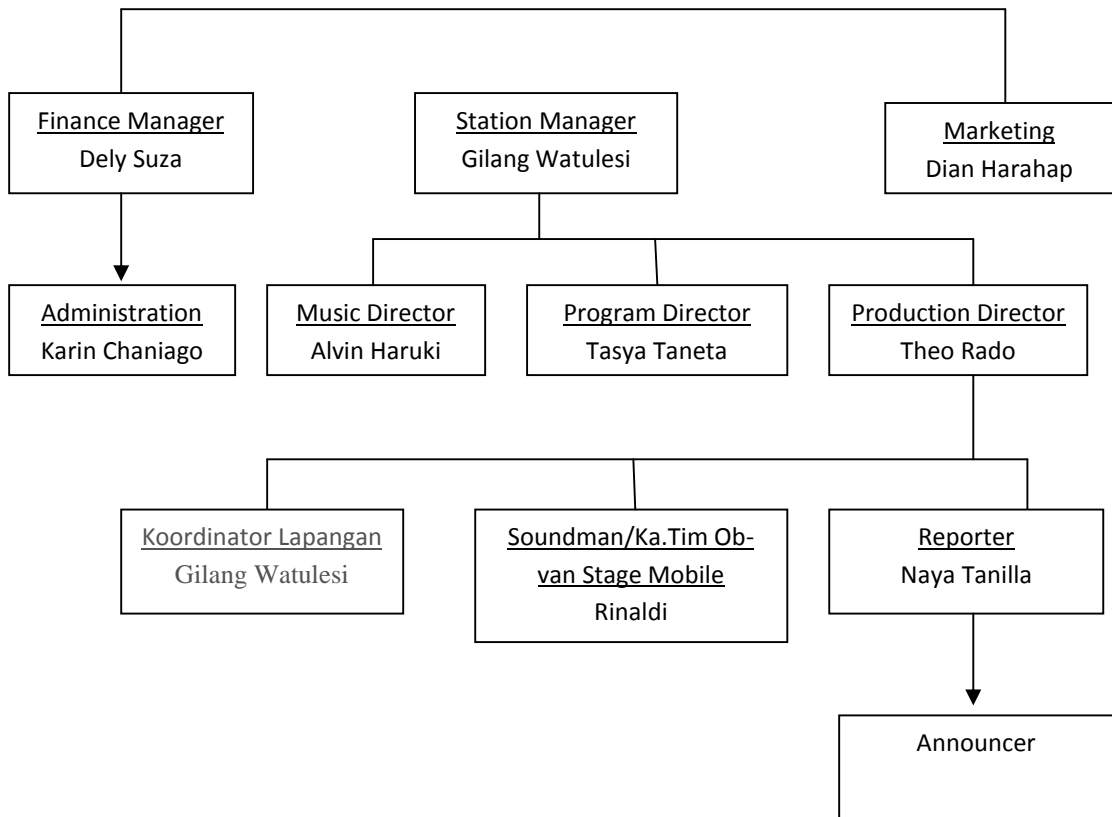 Finance Manager
Dely Suza
Station Manager
Gilang Watulesi
Marketing
Dian Harahap
Administration
Karin Chaniago
Music Director
Alvin Haruki
Program Director
Tasya Taneta
Production Director
Theo Rado
Koordinator Lapangan
Gilang Watulesi
Soundman/Ka.Tim Ob-
van Stage Mobile
Rinaldi
Reporter
Naya Tanilla
Announcer